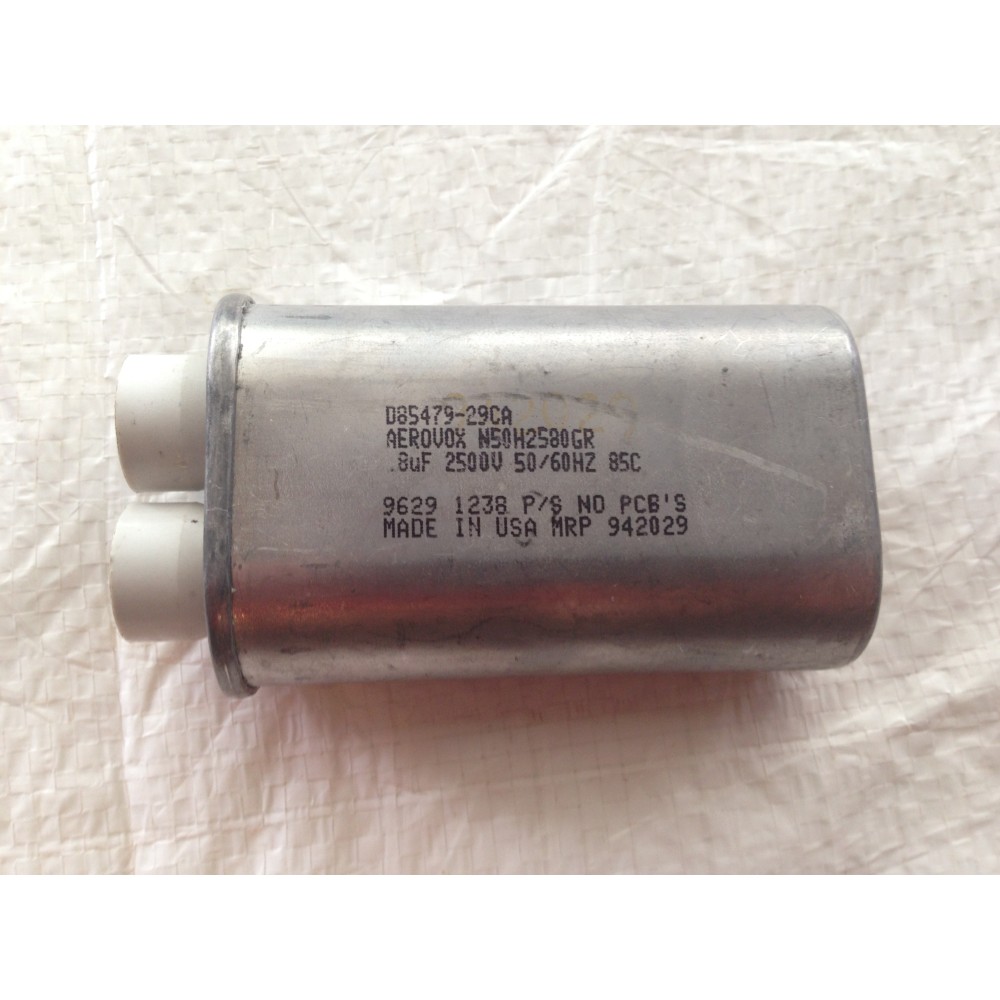 D85479-29CA
AEROVOX N50H2580GR
.8uF 2500V 50/60HZ 85C
9629 1238 P/S NO PCB'S
MADE IN USA MRP 942029